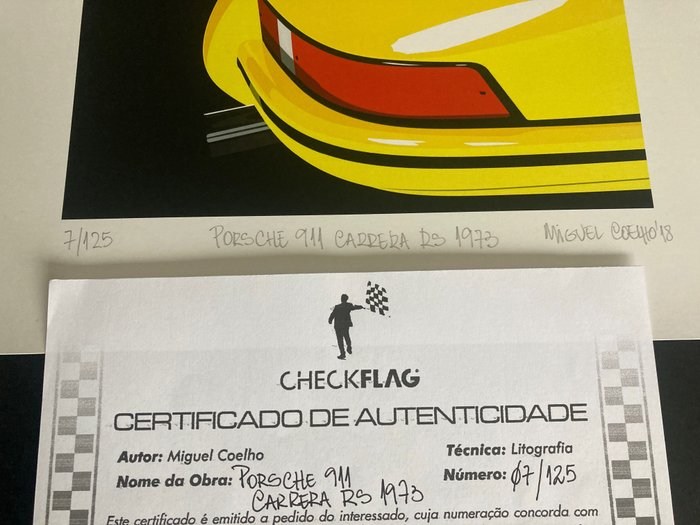 7/125 PORSCHE 911 CARRERA RS 1973 MIGUEL COELHO'18
CHECKFLAG
CERTIFICADO DE AUTENTICIDADE
Autor: Miguel Coelho Técnica: Litografia
Nome da Obra: PORSCHE 911 Número: 07/125
CARRERA RS 1973
Este certificado é emitido a pedido do interessado, cuja numeração concorda com